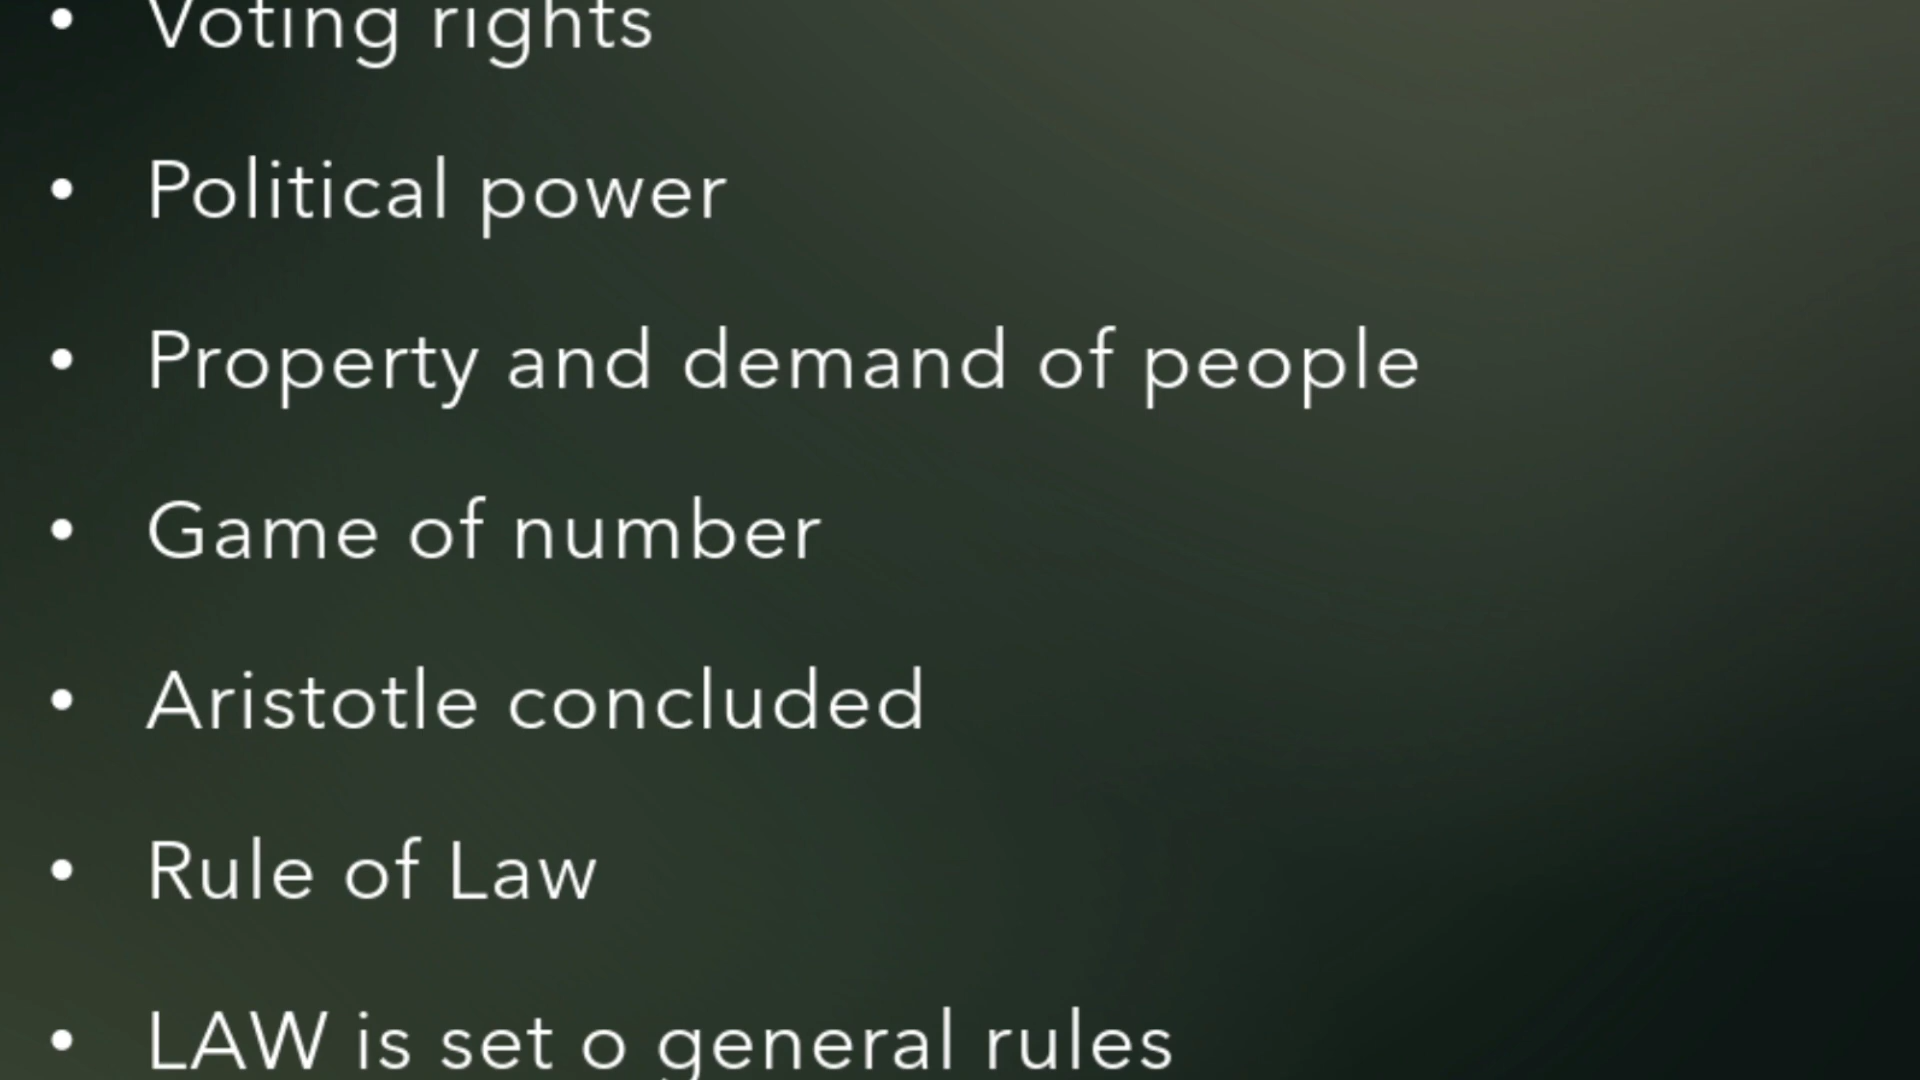 • Voting rights
• Political power
• Property and demand of people
• Game of number
• Aristotle concluded
• Rule of Law
• LAW is set o general rules